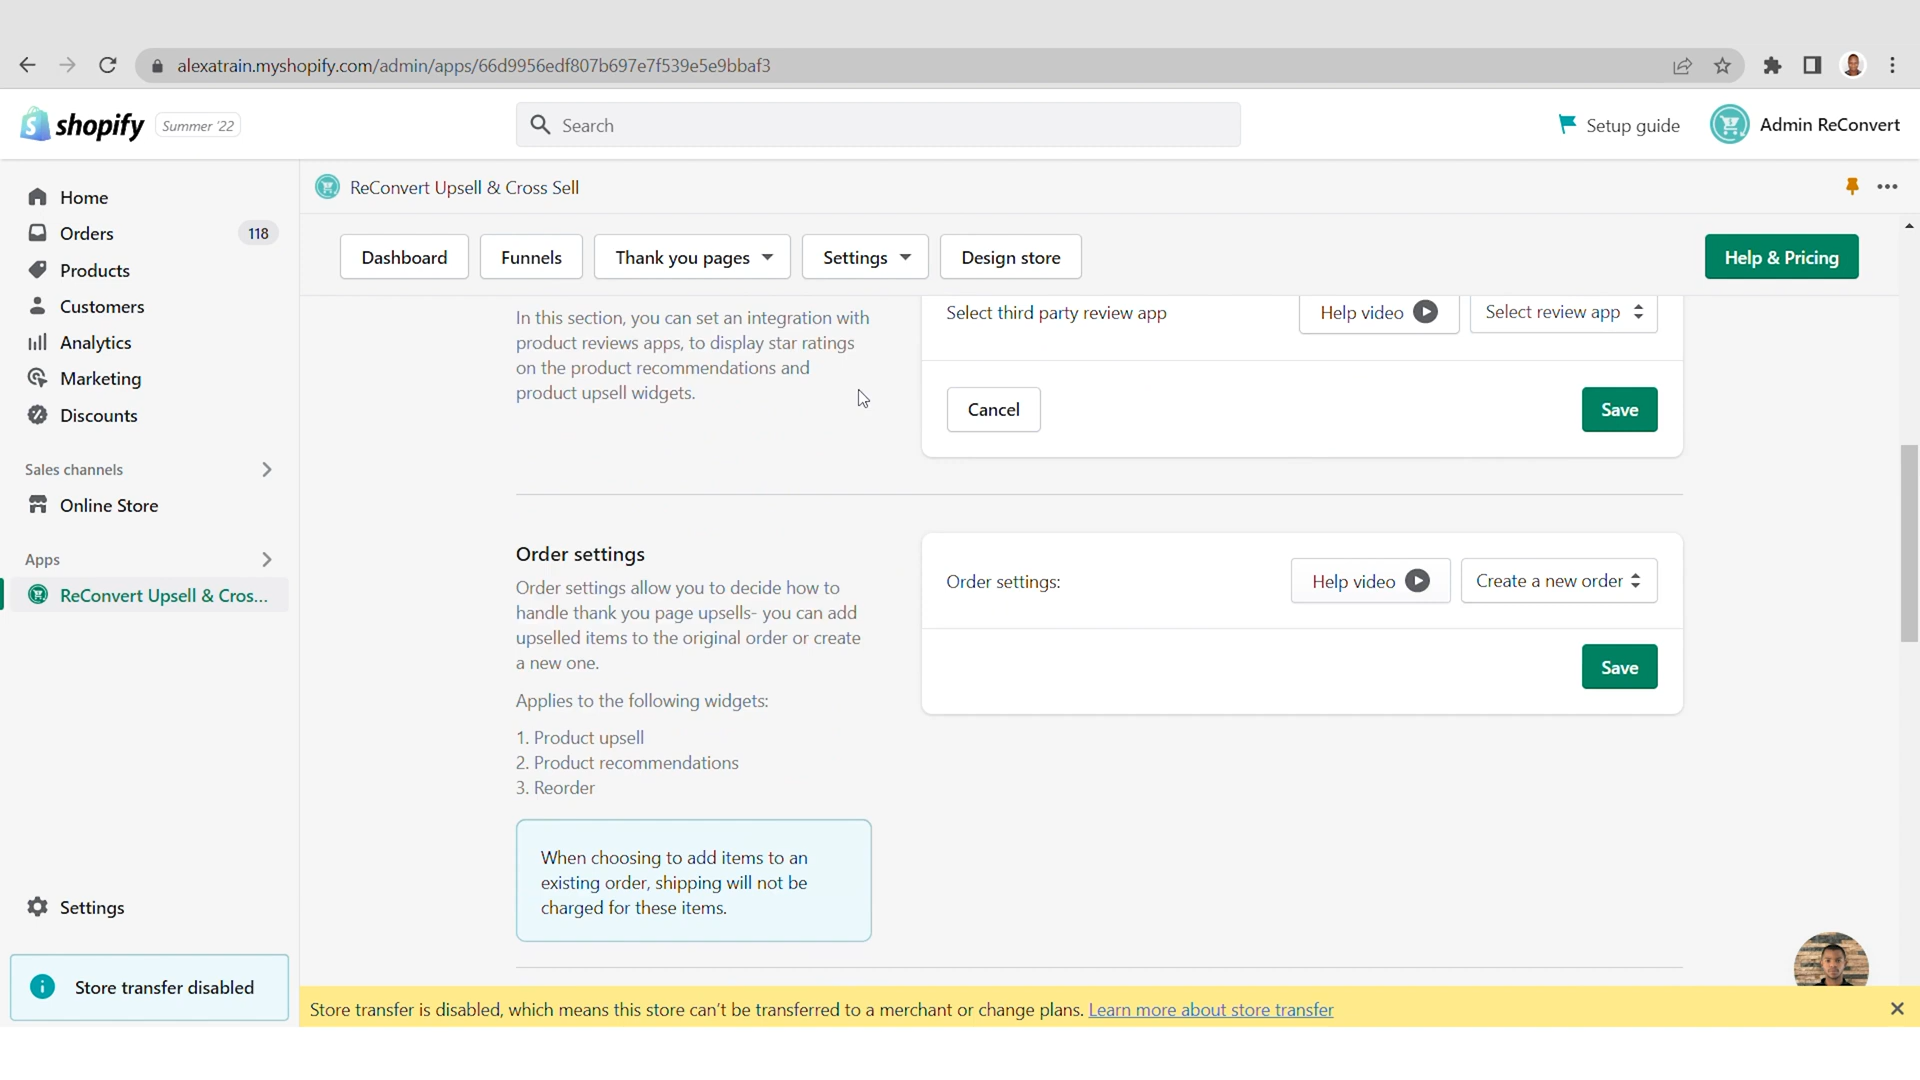 alexatrain.myshopify.com/admin/apps/66d9956edf807b697e7f539e5e9bbaf3
shopify Summer '22
Search
Setup guide
Admin ReConvert
Home
Orders 118
Products
Customers
Analytics
Marketing
Discounts
Sales channels
Online Store
Apps
ReConvert Upsell & Cros...
Settings
Store transfer disabled
ReConvert Upsell & Cross Sell
Dashboard
Funnels
Thank you pages
Settings
Design store
Help & Pricing
In this section, you can set an integration with
product reviews apps, to display star ratings
on the product recommendations and
product upsell widgets.
Select third party review app
Help video
Select review app
Cancel
Save
Order settings
Order settings allow you to decide how to
handle thank you page upsells- you can add
upselled items to the original order or create
a new one.
Applies to the following widgets:
1. Product upsell
2. Product recommendations
3. Reorder
When choosing to add items to an
existing order, shipping will not be
charged for these items.
Order settings:
Help video
Create a new order
Save
Store transfer is disabled, which means this store can't be transferred to a merchant or change plans. Learn more about store transfer